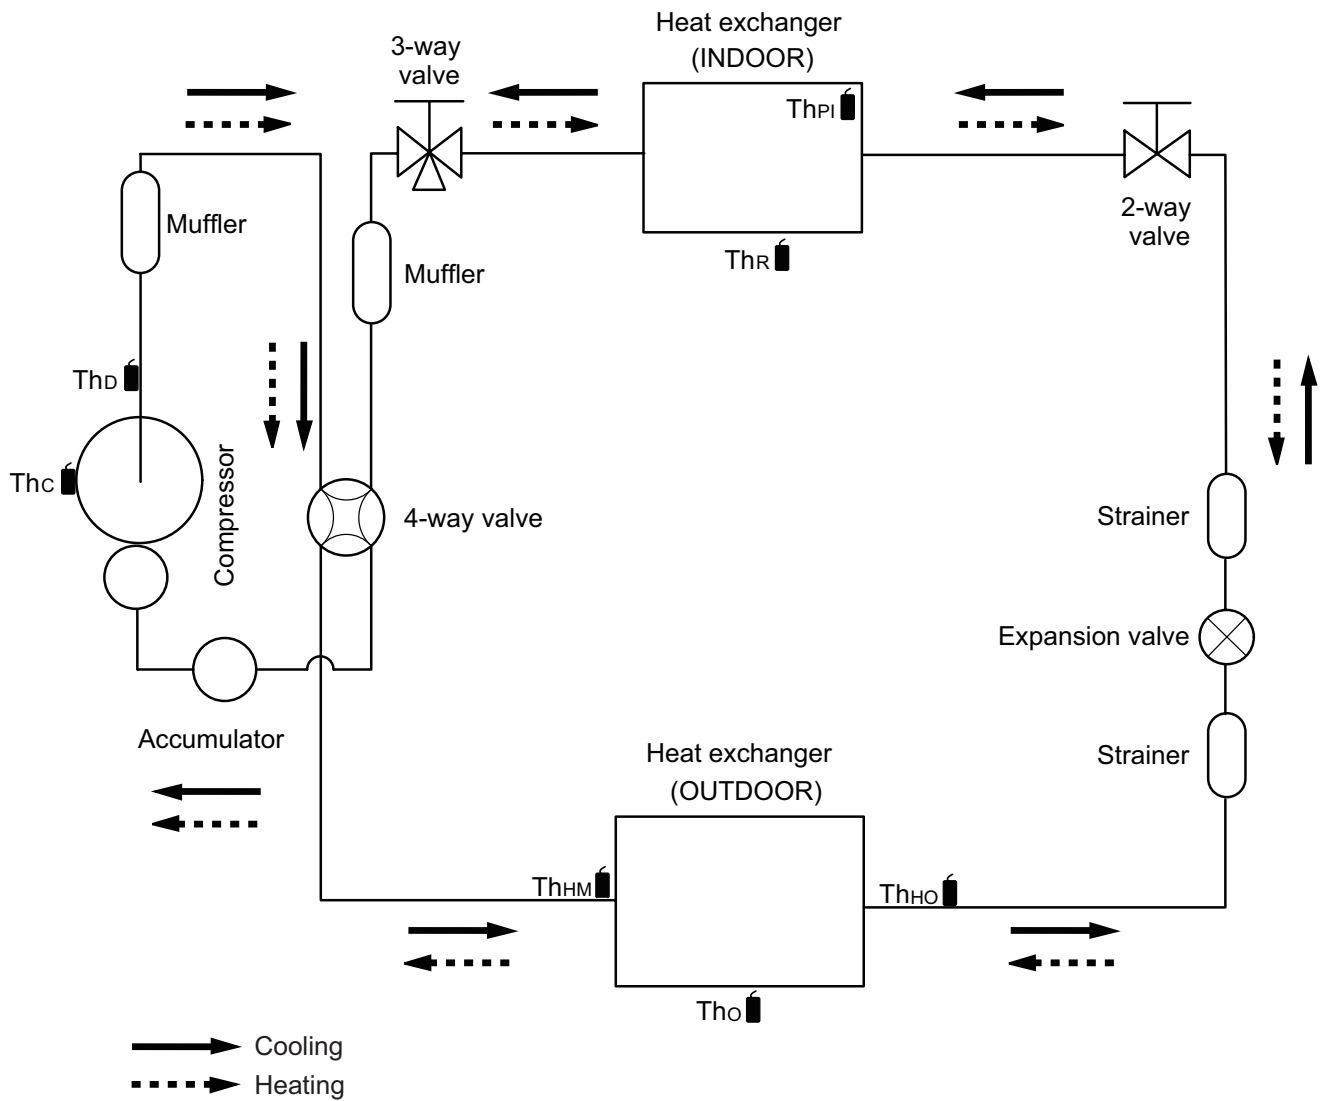 Heat exchanger
(INDOOR)
3-way
valve
ThPI
Muffler
2-way
valve
ThR
Muffler
ThD
ThC
Compressor
4-way valve
Strainer
Expansion valve
Accumulator
Strainer
Heat exchanger
(OUTDOOR)
ThHM
ThHO
ThO
Cooling
Heating